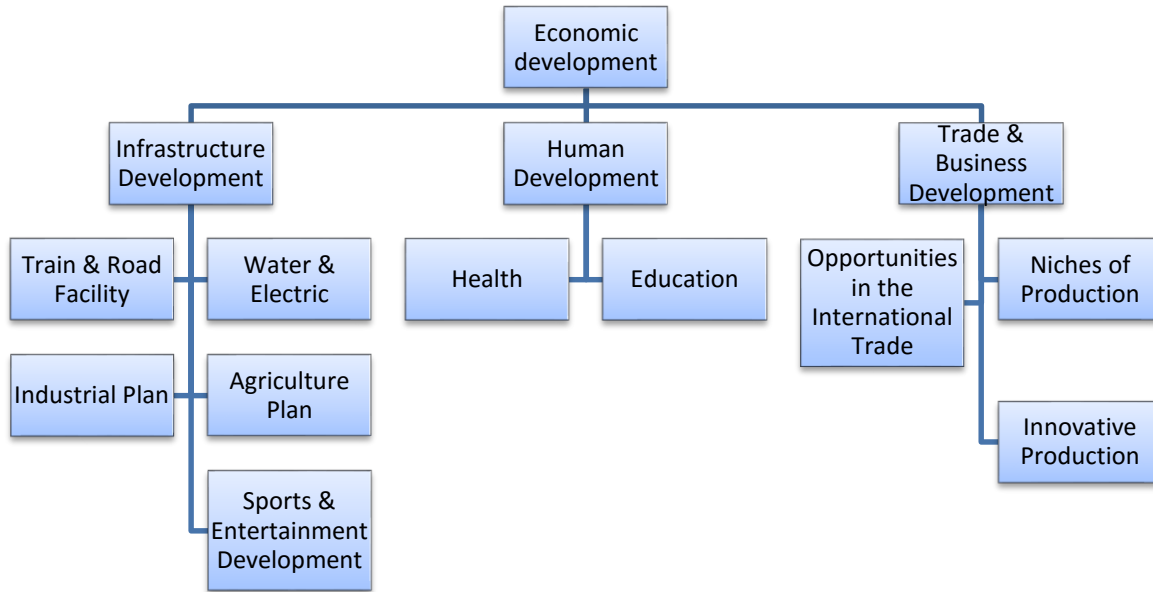 Economic
development
Infrastructure
Development
Human
Development
Trade &
Business
Development
Train & Road
Facility
Water &
Electric
Industrial Plan
Agriculture
Plan
Sports &
Entertainment
Development
Health
Education
Opportunities
in the
International
Trade
Niches of
Production
Innovative
Production